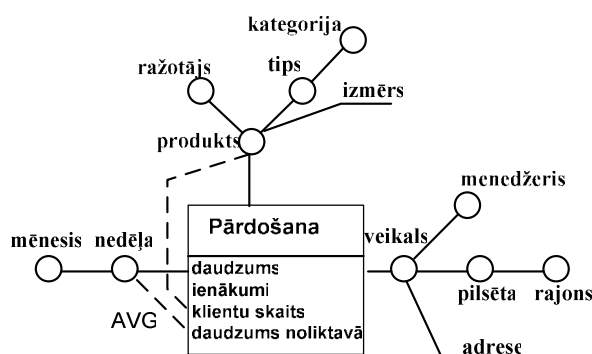 kategorija
tips
ražotājs
izmērs
produkts
menedžeris
Pārdošana
veikals
mēnesis nedēļa
daudzums
ienākumi
klientu skaits
daudzums noliktavā
pilsēta rajons
AVG
adrese